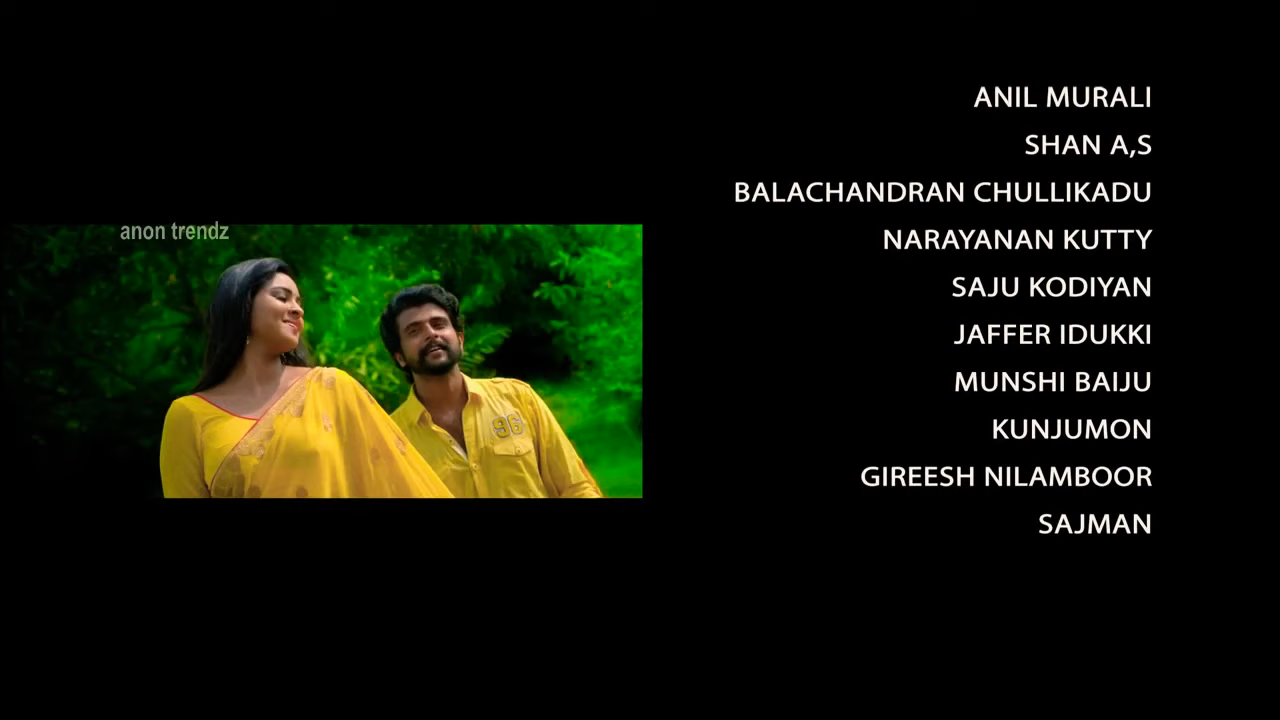 ANIL MURALI
SHAN A,S
BALACHANDRAN CHULLIKADU
NARAYANAN KUTTY
SAJU KODIYAN
JAFFER IDUKKI
MUNSHI BAIJU
KUNJUMON
GIREESH NILAMBOOR
SAJMAN
anon trendz
96